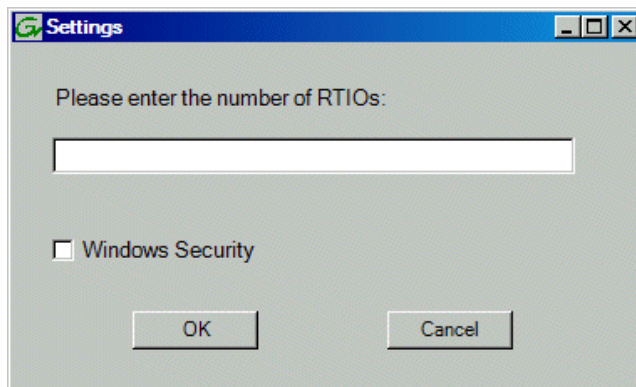 Settings
Please enter the number of RTIOs:
Windows Security
OK Cancel